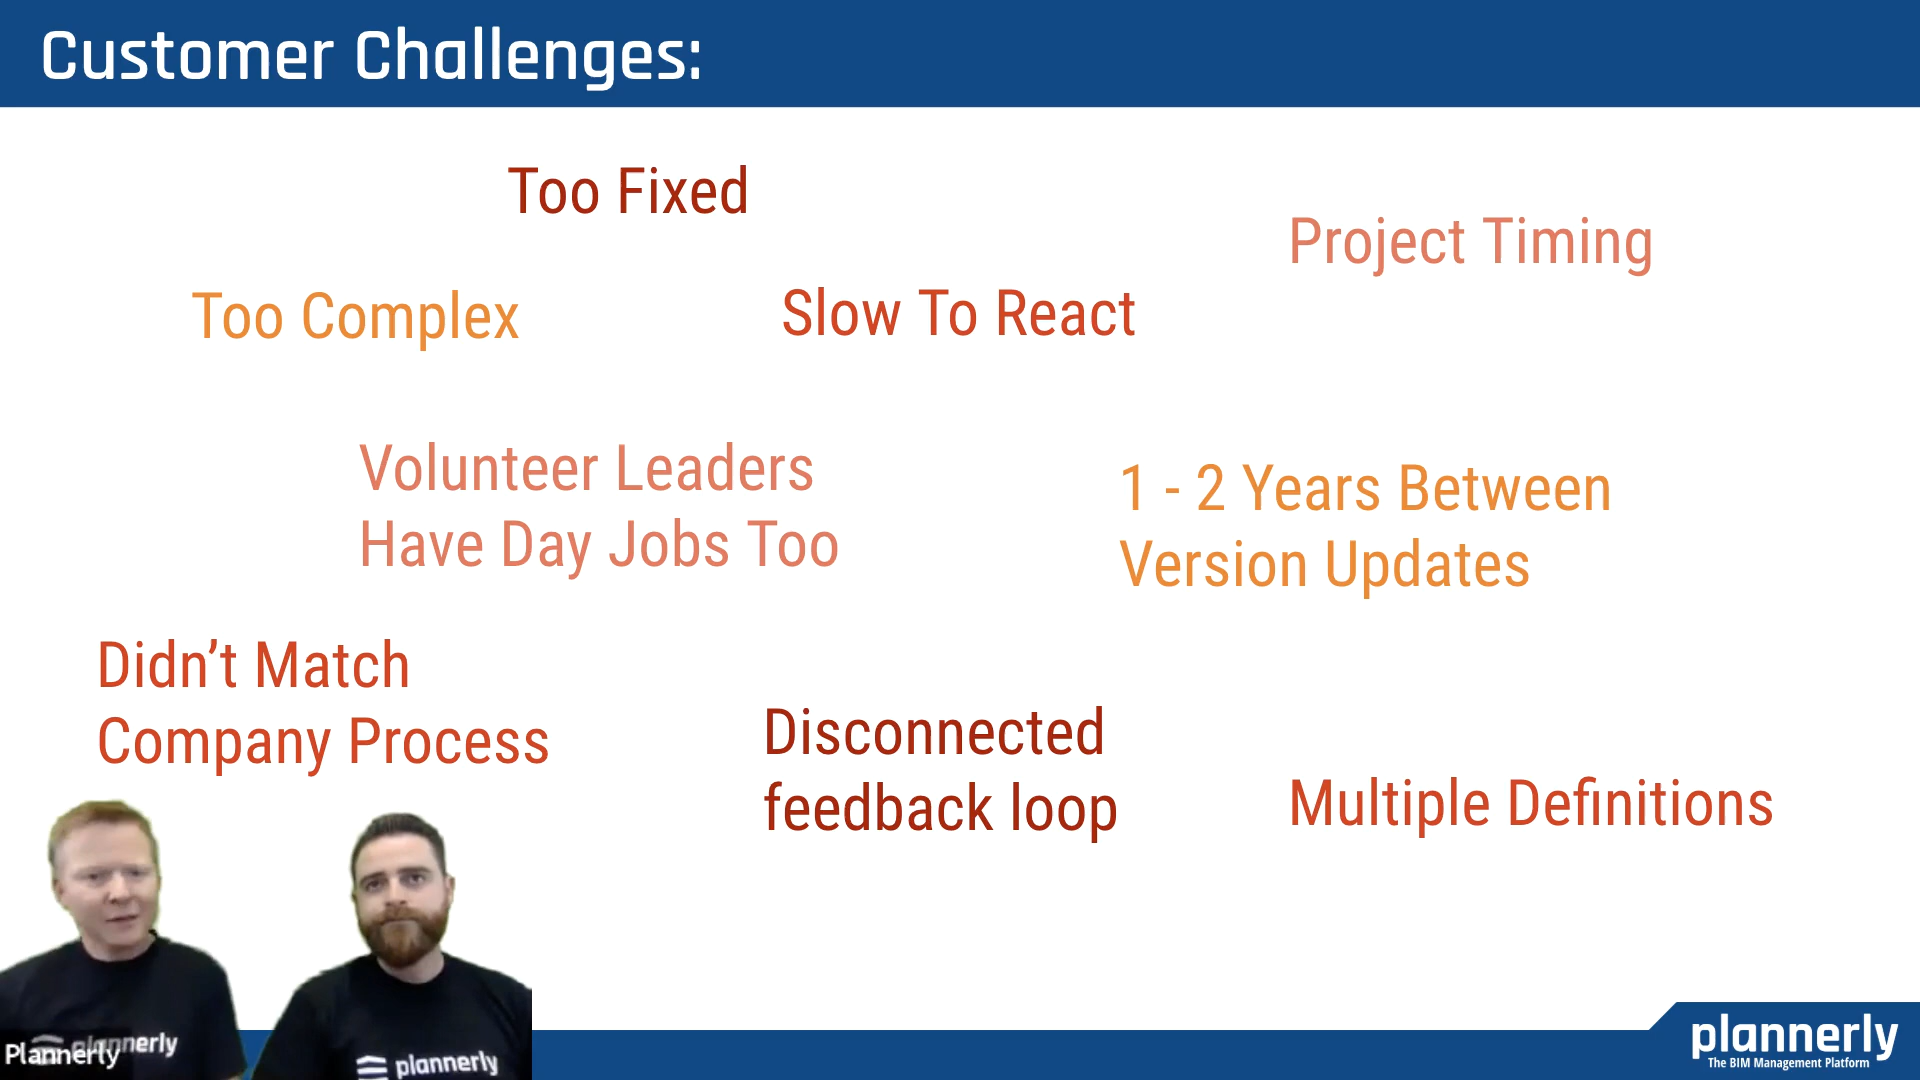 Customer Challenges:
Too Fixed
Project Timing
Too Complex
Slow To React
Volunteer Leaders
Have Day Jobs Too
1 - 2 Years Between
Version Updates
Didn’t Match
Company Process
Disconnected
feedback loop
Multiple Definitions
plannerly
Plannerly
plannerly
plannerly
The BIM Management Platform